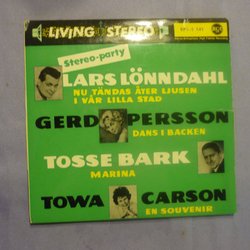 LIVING STEREO
RCA
Stereo-party
LARS LÖNNDAHL
NU TÄNDAS ÅTER LJUSEN
I VÅR LILLA STAD
GERD PERSSON
DANS I BACKEN
TOSSE BARK
MARINA
TOWA CARSON
EN SOUVENIR